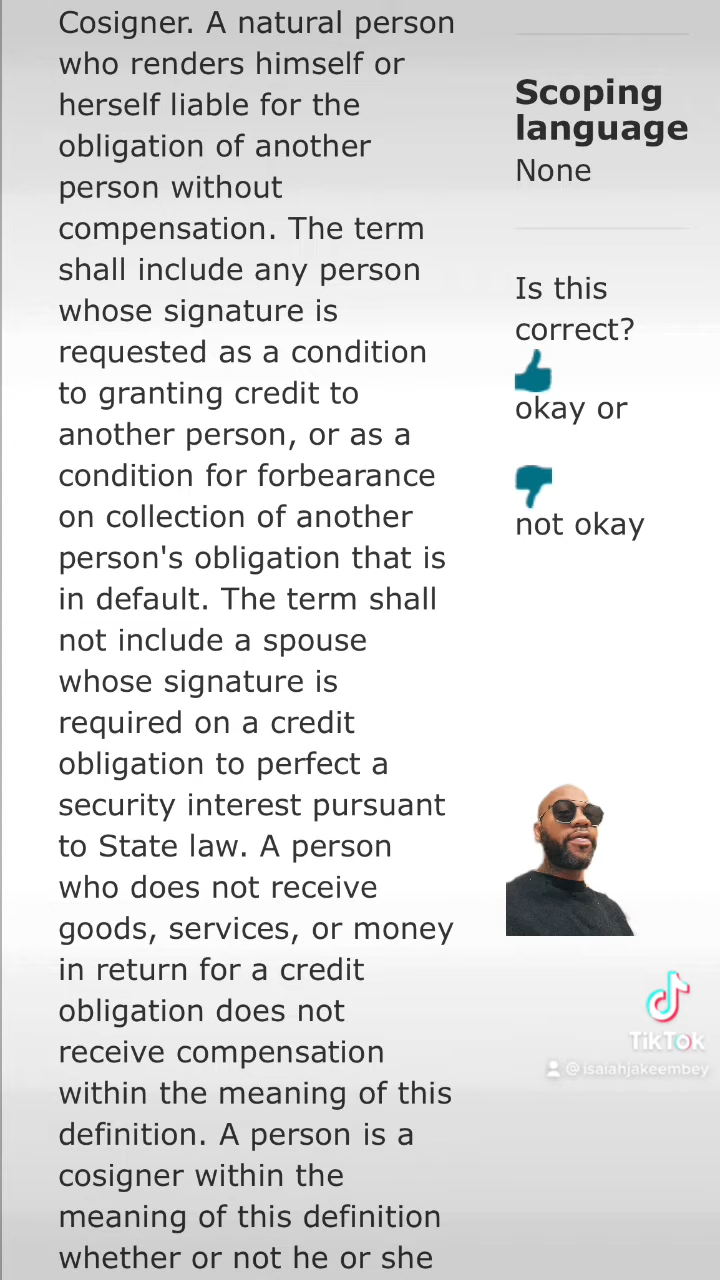 Cosigner. A natural person
who renders himself or
herself liable for the
obligation of another
person without
compensation. The term
shall include any person
whose signature is
requested as a condition
to granting credit to
another person, or as a
condition for forbearance
on collection of another
person's obligation that is
in default. The term shall
not include a spouse
whose signature is
required on a credit
obligation to perfect a
security interest pursuant
to State law. A person
who does not receive
goods, services, or money
in return for a credit
obligation does not
receive compensation
within the meaning of this
definition. A person is a
cosigner within the
meaning of this definition
whether or not he or she
Scoping
language
None
Is this
correct?
okay or
not okay
TikTok
@isaiahjakeembey